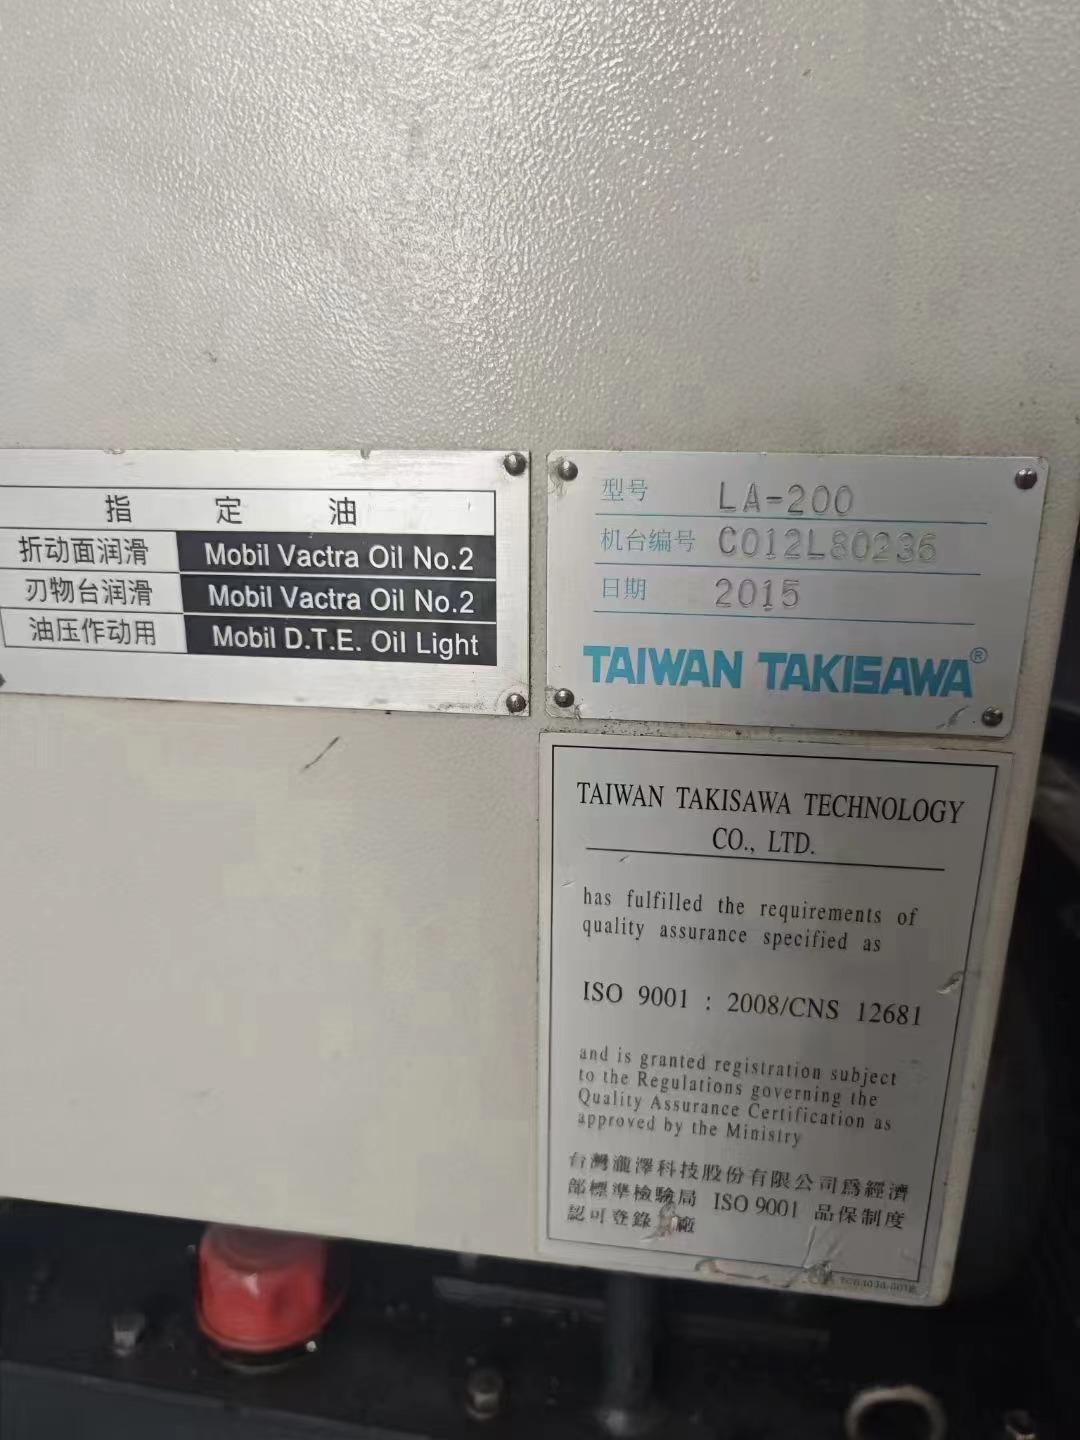 指定油
折动面润滑 Mobil Vactra Oil No.2
刃物台润滑 Mobil Vactra Oil No.2
油压作动用 Mobil D.T.E. Oil Light
型号 LA-200
机台编号 C012L80236
日期 2015
TAIWAN TAKISAWA®
TAIWAN TAKISAWA TECHNOLOGY
CO., LTD.
has fulfilled the requirements of
quality assurance specified as
ISO 9001 : 2008/CNS 12681
and is granted registration subject
to the Regulations governing the
Quality Assurance Certification as
approved by the Ministry
台灣瀧澤科技股份有限公司為經濟
部標準檢驗局 ISO 9001 品保制度
認可登錄 廠